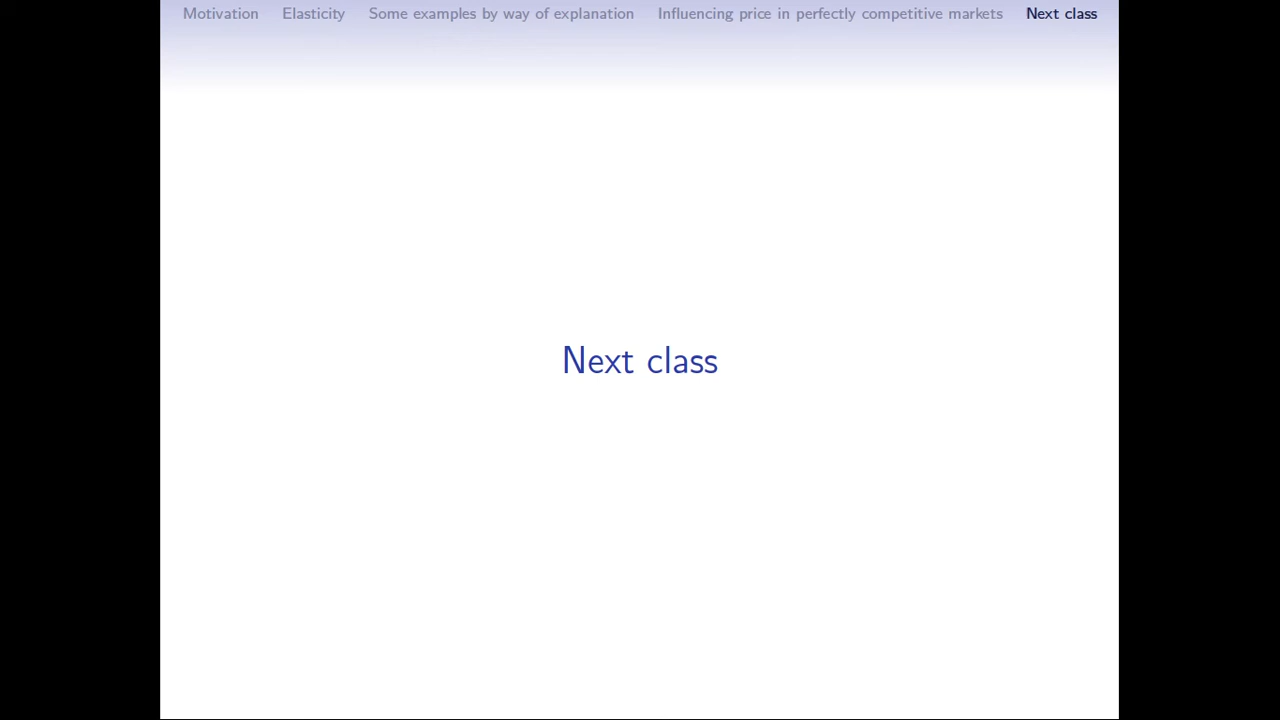 Motivation Elasticity Some examples by way of explanation Influencing price in perfectly competitive markets Next class
Next class